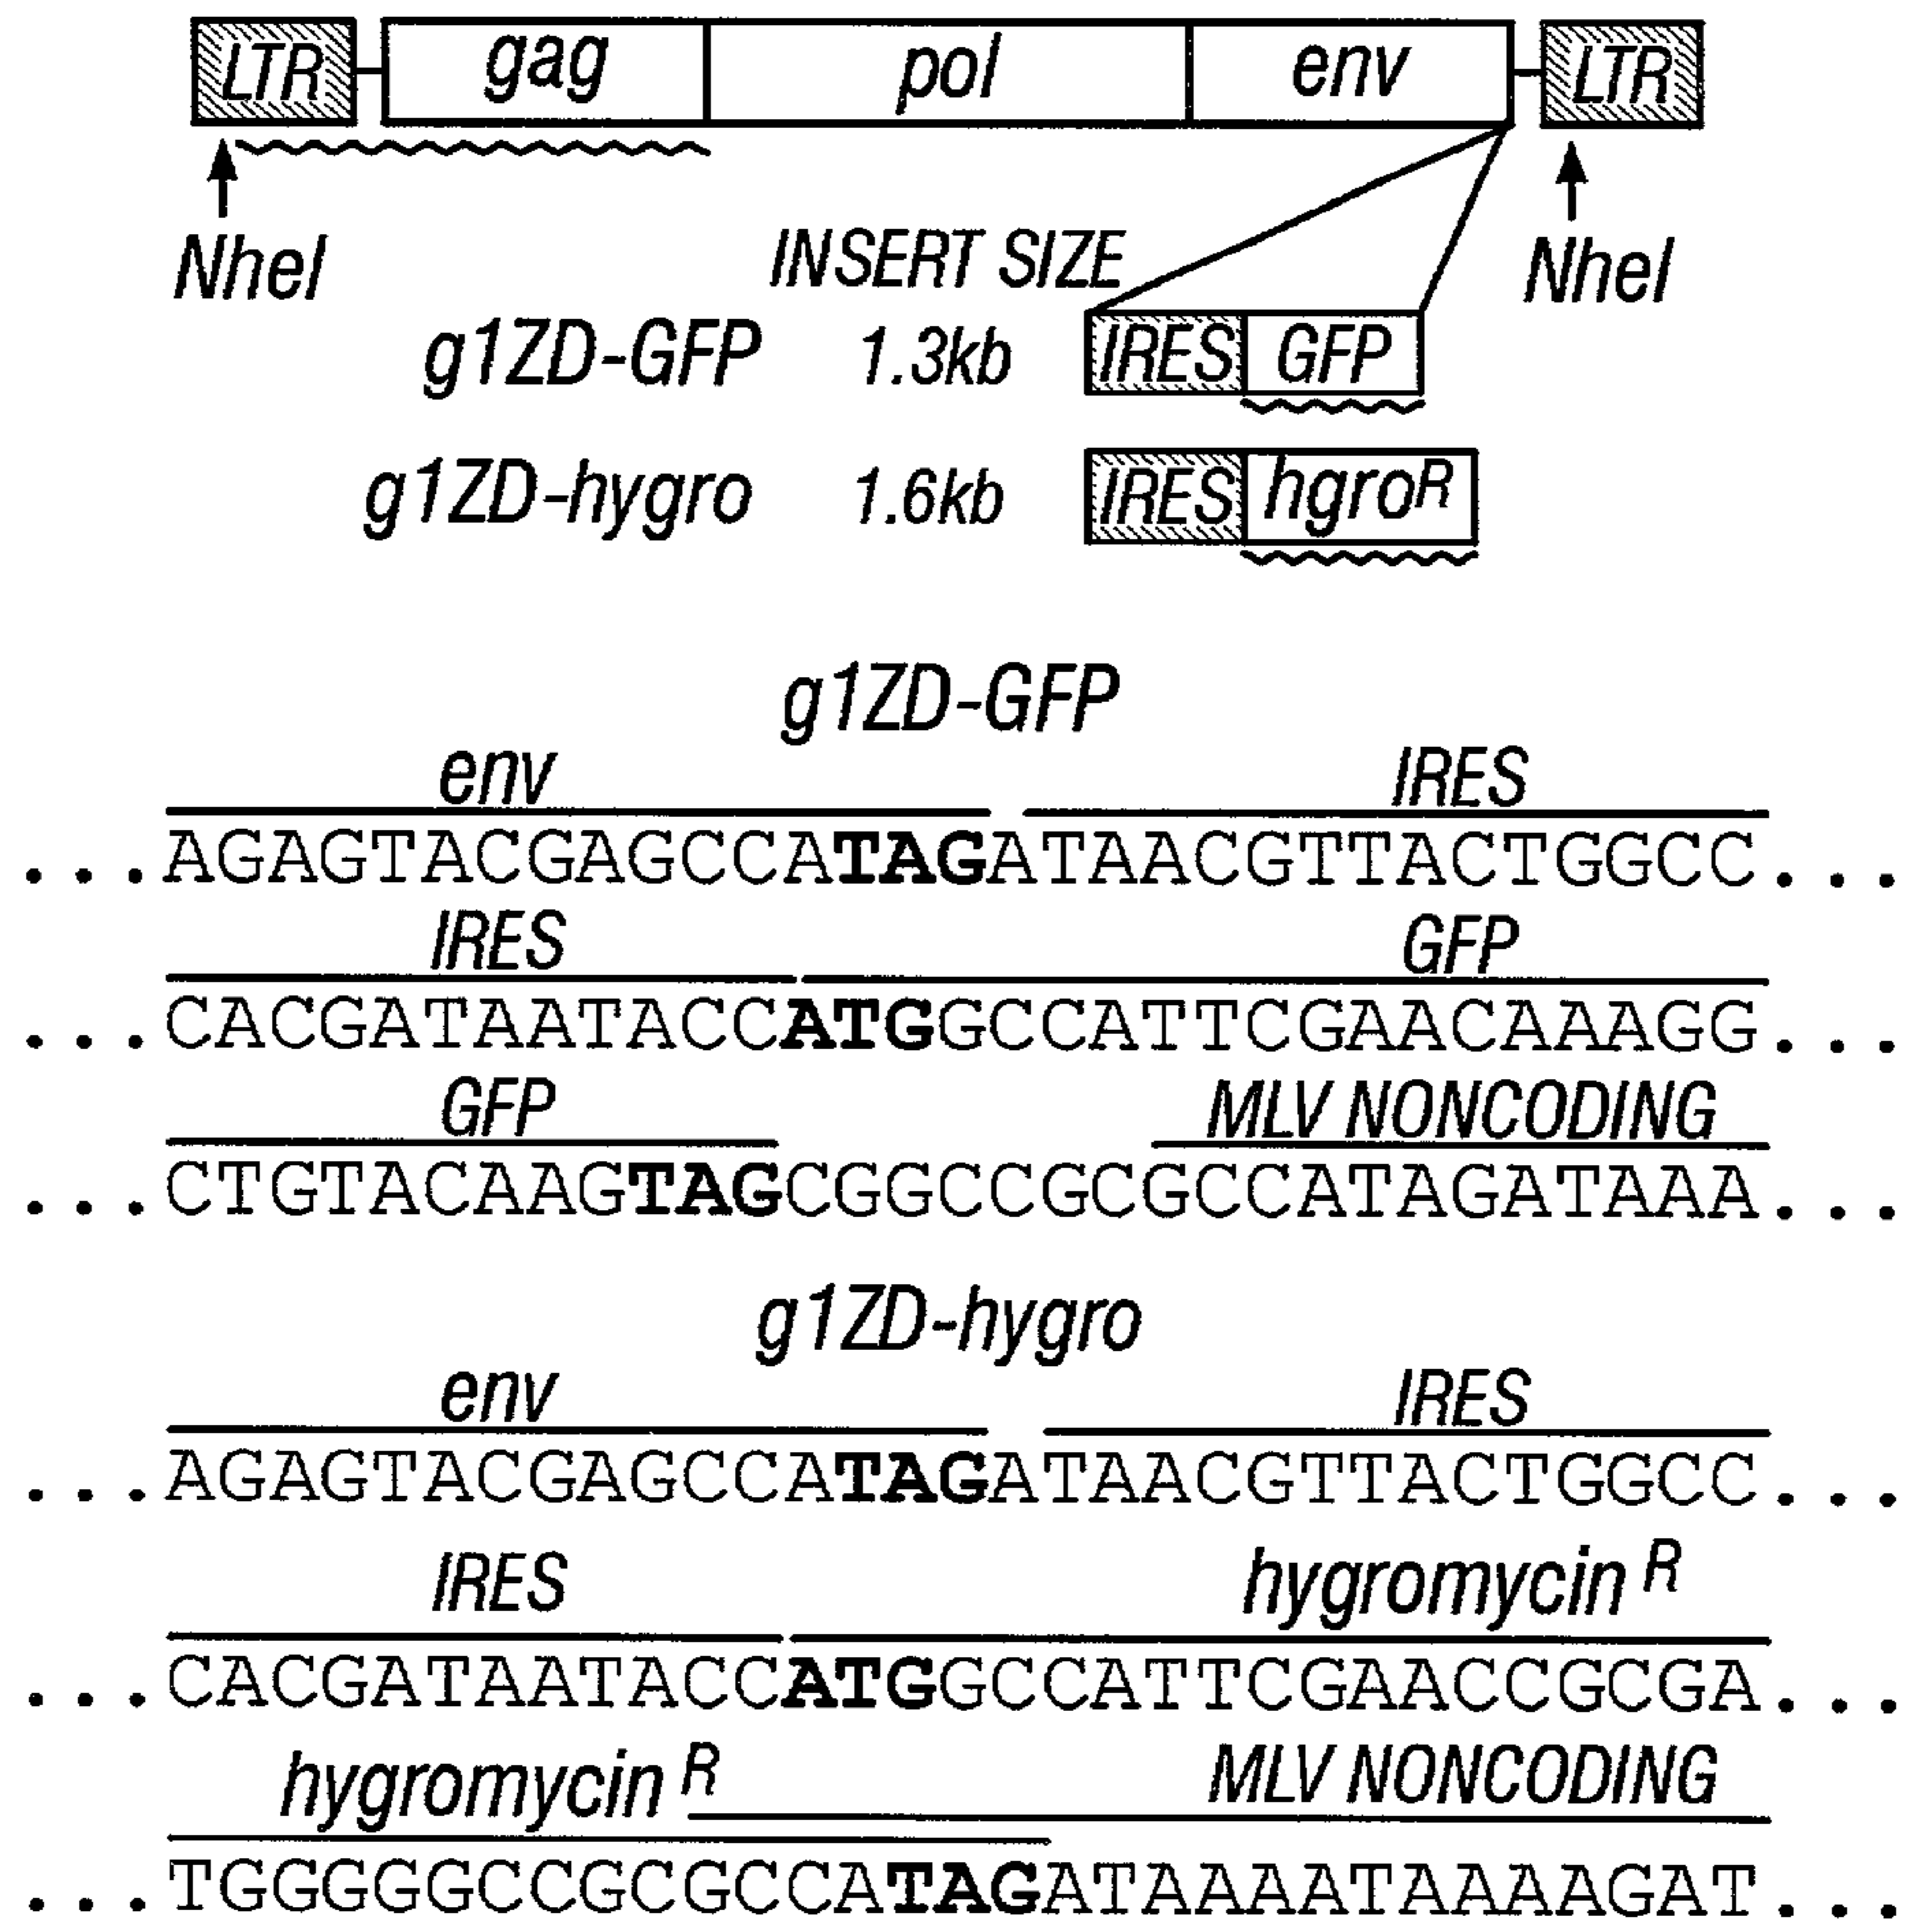 LTR gag pol env LTR
NheI INSERT SIZE NheI
g1ZD-GFP 1.3kb IRES GFP
g1ZD-hygro 1.6kb IRES hgroR
g1ZD-GFP
env IRES
...AGAGTACGAGCCATAGATAACGTTACTGGCC...
IRES GFP
...CACGATAATACCATGGCCATTCGAACAAAGG...
GFP MLV NONCODING
...CTGTACAAGTAGCGGCCGCGCCATAGATAAA...
g1ZD-hygro
env IRES
...AGAGTACGAGCCATAGATAACGTTACTGGCC...
IRES hygromycin R
...CACGATAATACCATGGCCATTCGAACCGCGA...
hygromycin R MLV NONCODING
...TGGGGGCCGCGCCATAGATAAAATAAAAGAT...